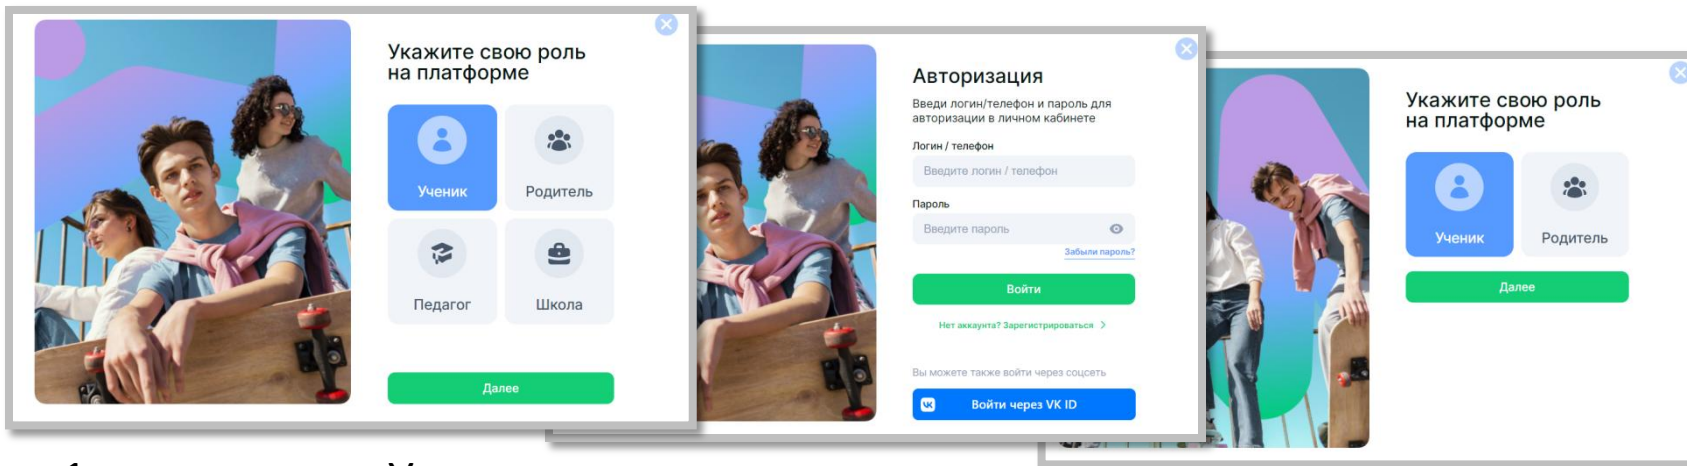 Укажите свою роль
на платформе
Ученик
Родитель
Педагог
Школа
Далее
Авторизация
Введи логин/телефон и пароль для
авторизации в личном кабинете
Логин / телефон
Введите логин / телефон
Пароль
Введите пароль
Забыли пароль?
Войти
Нет аккаунта? Зарегистрироваться >
Вы можете также войти через соцсеть
Войти через VK ID
Укажите свою роль
на платформе
Ученик
Родитель
Далее